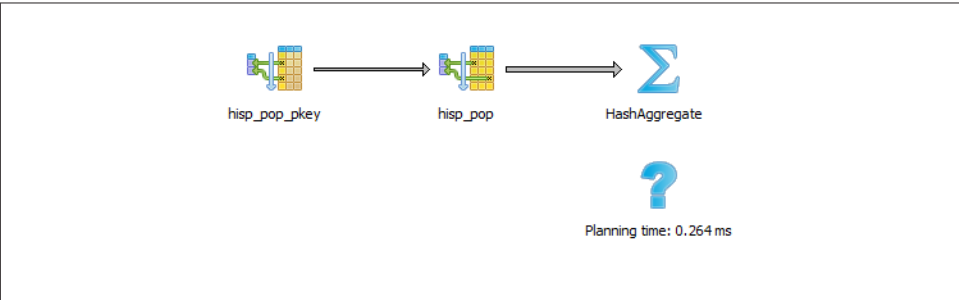 hisp_pop_pkey
hisp_pop
HashAggregate
Planning time: 0.264 ms